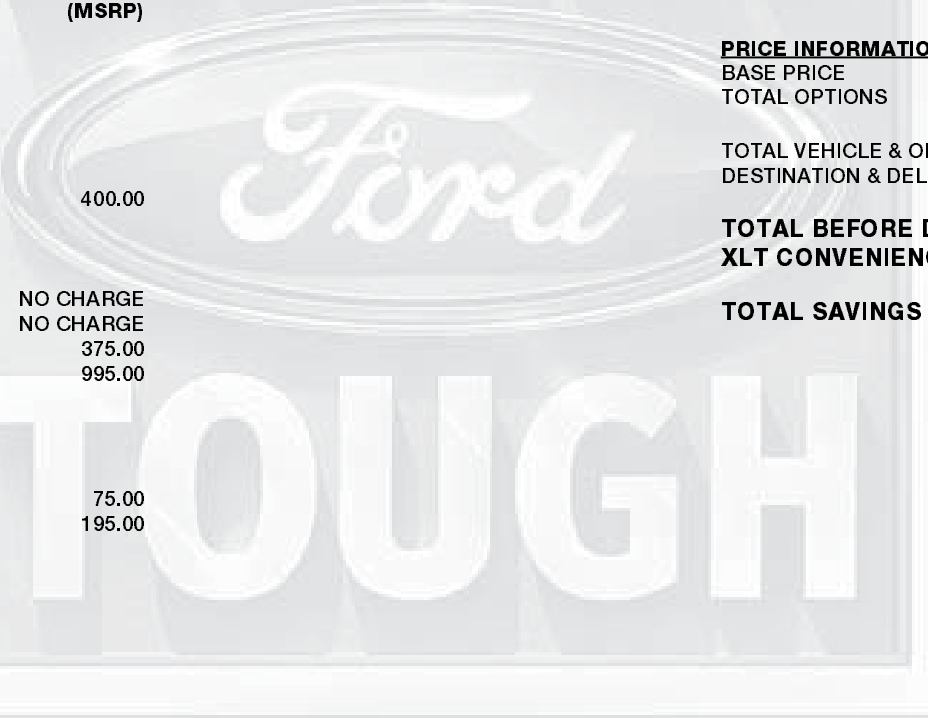 (MSRP)
400.00
NO CHARGE
NO CHARGE
375.00
995.00
75.00
195.00
PRICE INFORMATIO
BASE PRICE
TOTAL OPTIONS
TOTAL VEHICLE & O
DESTINATION & DEL
TOTAL BEFORE D
XLT CONVENIENC
TOTAL SAVINGS
Ford
TOUGH